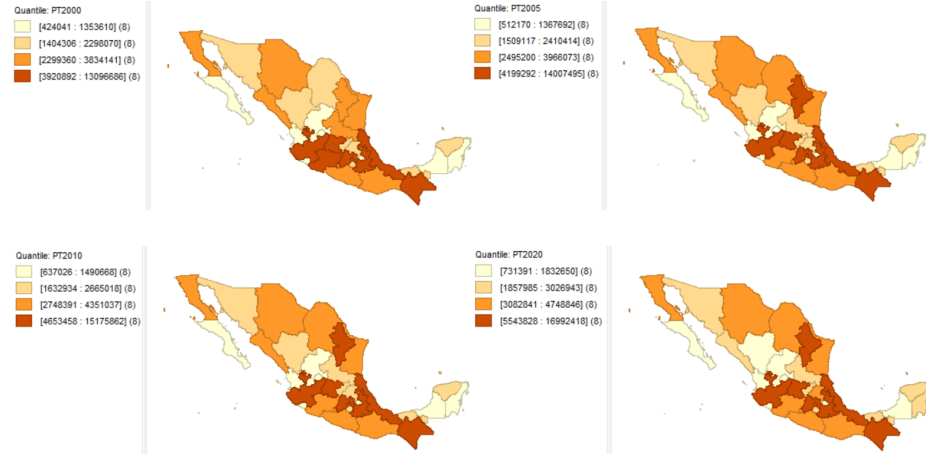 Quantile: PT2000
[424041 : 1353610] (8)
[1404306 : 2298070] (8)
[2299360 : 3834141] (8)
[3920892 : 13096686] (8)
Quantile: PT2005
[512170 : 1367692] (8)
[1509117 : 2410414] (8)
[2495200 : 3966073] (8)
[4199292 : 14007495] (8)
Quantile: PT2010
[637026 : 1490668] (8)
[1632934 : 2665018] (8)
[2748391 : 4351037] (8)
[4653458 : 15175862] (8)
Quantile: PT2020
[731391 : 1832650] (8)
[1857985 : 3026943] (8)
[3082841 : 4748846] (8)
[5543828 : 16992418] (8)